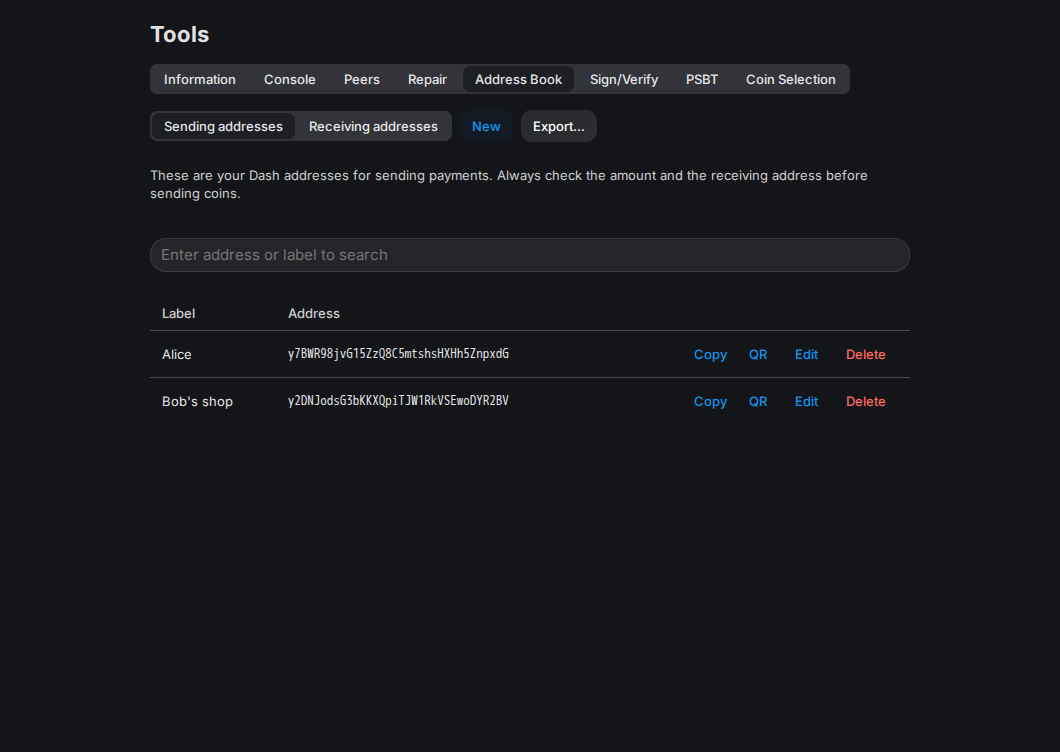 Tools
Information Console Peers Repair Address Book Sign/Verify PSBT Coin Selection
Sending addresses Receiving addresses New Export...
These are your Dash addresses for sending payments. Always check the amount and the receiving address before
sending coins.
Enter address or label to search
Label Address
Alice y7BWR98jvG15ZzQ8C5mtshsHXHh5ZnpxdG Copy QR Edit Delete
Bob's shop y2DNJodsG3bKKXQpiTJW1RkVSEwoDYR2BV Copy QR Edit Delete